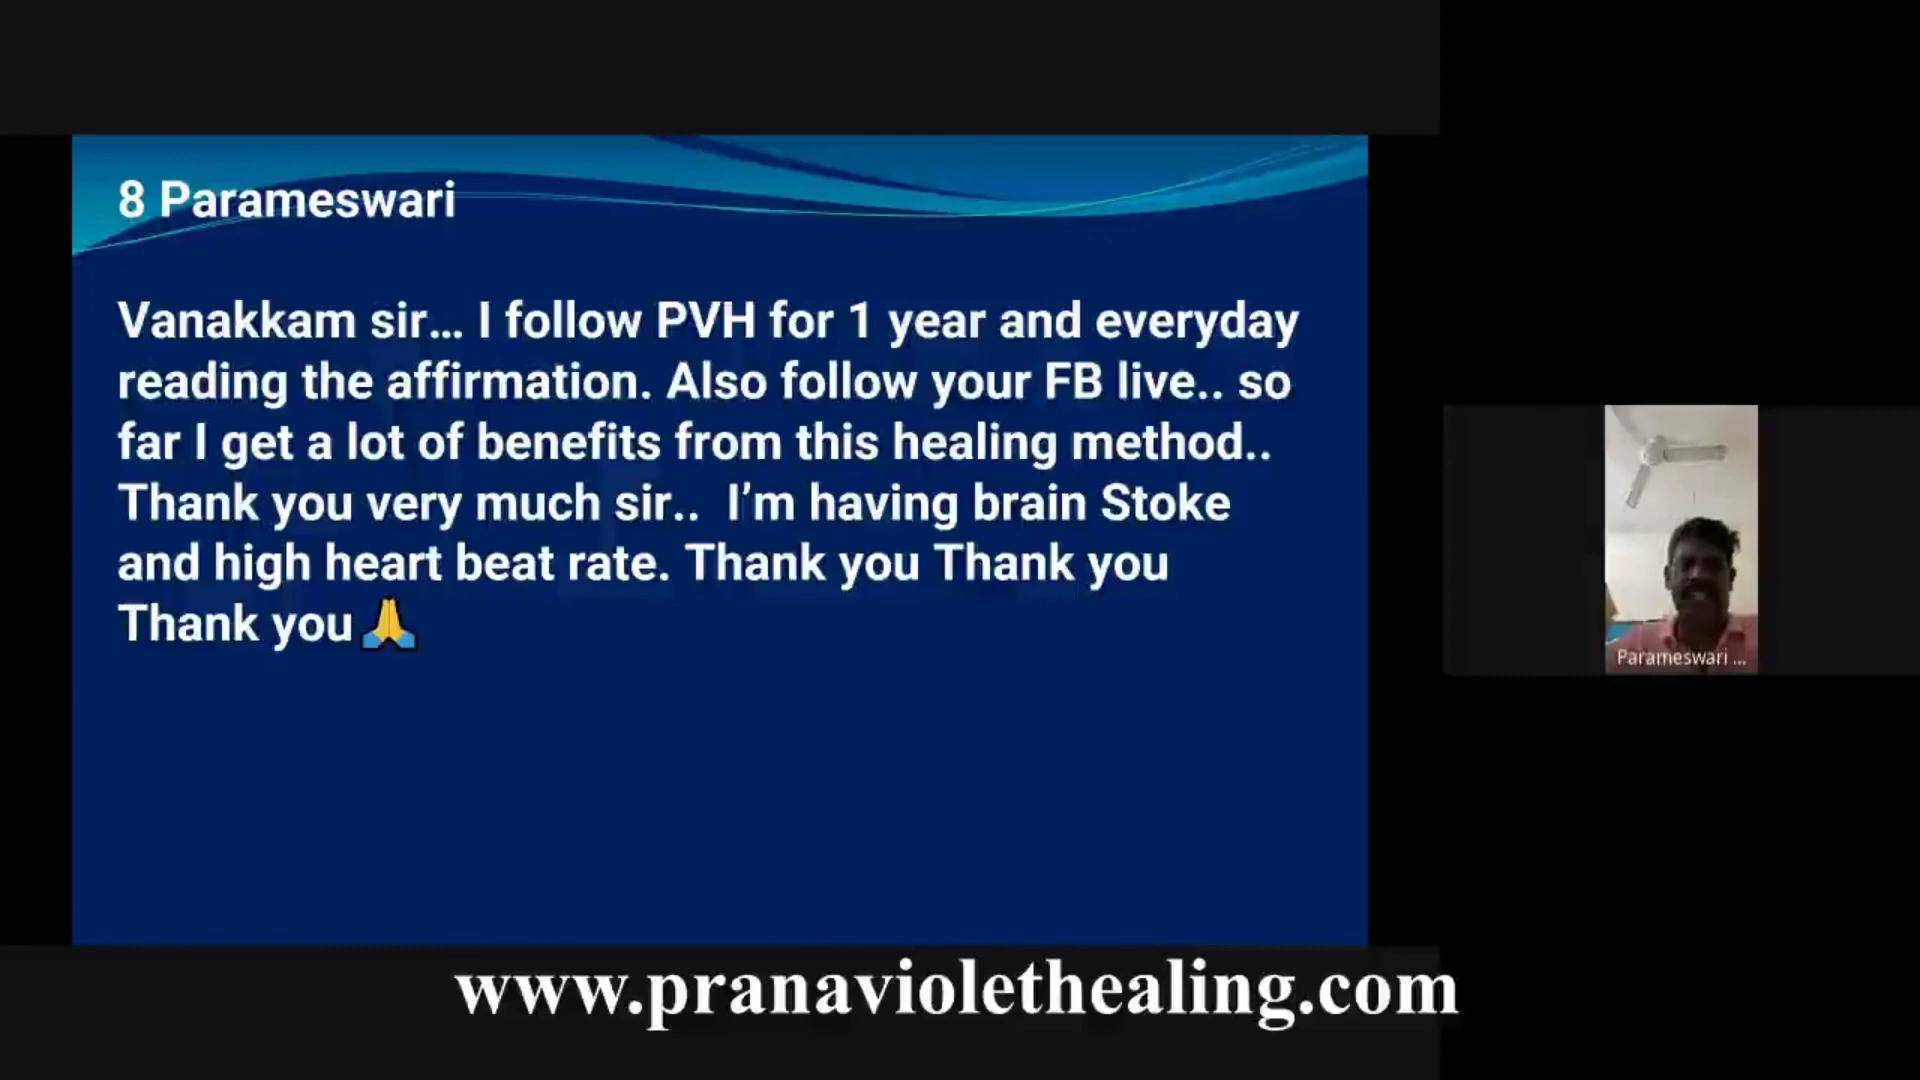 8 Parameswari
Vanakkam sir... I follow PVH for 1 year and everyday
reading the affirmation. Also follow your FB live.. so
far I get a lot of benefits from this healing method..
Thank you very much sir..  I’m having brain Stoke
and high heart beat rate. Thank you Thank you
Thank you🙏
Parameswari ...
www.pranaviolethealing.com